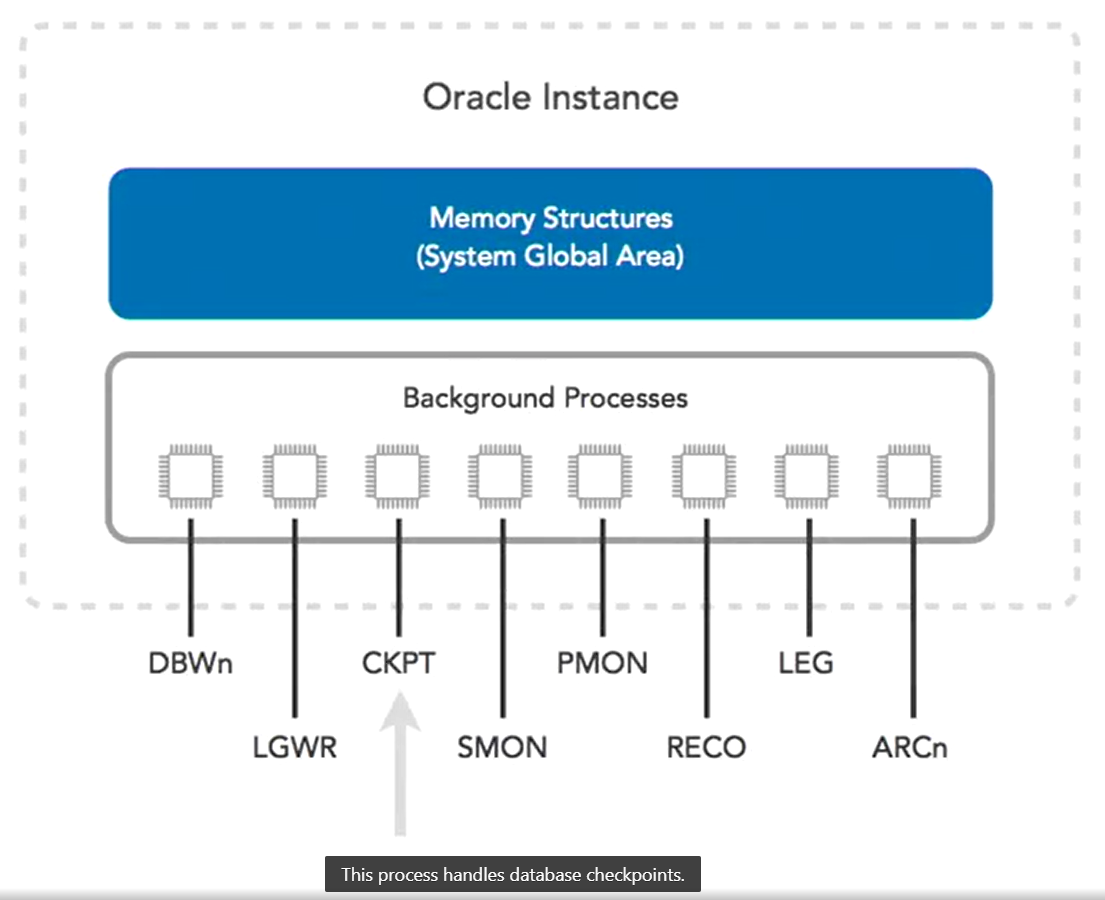 Oracle Instance
Memory Structures
(System Global Area)
Background Processes
DBWn
CKPT
PMON
LEG
LGWR
SMON
RECO
ARCn
This process handles database checkpoints.